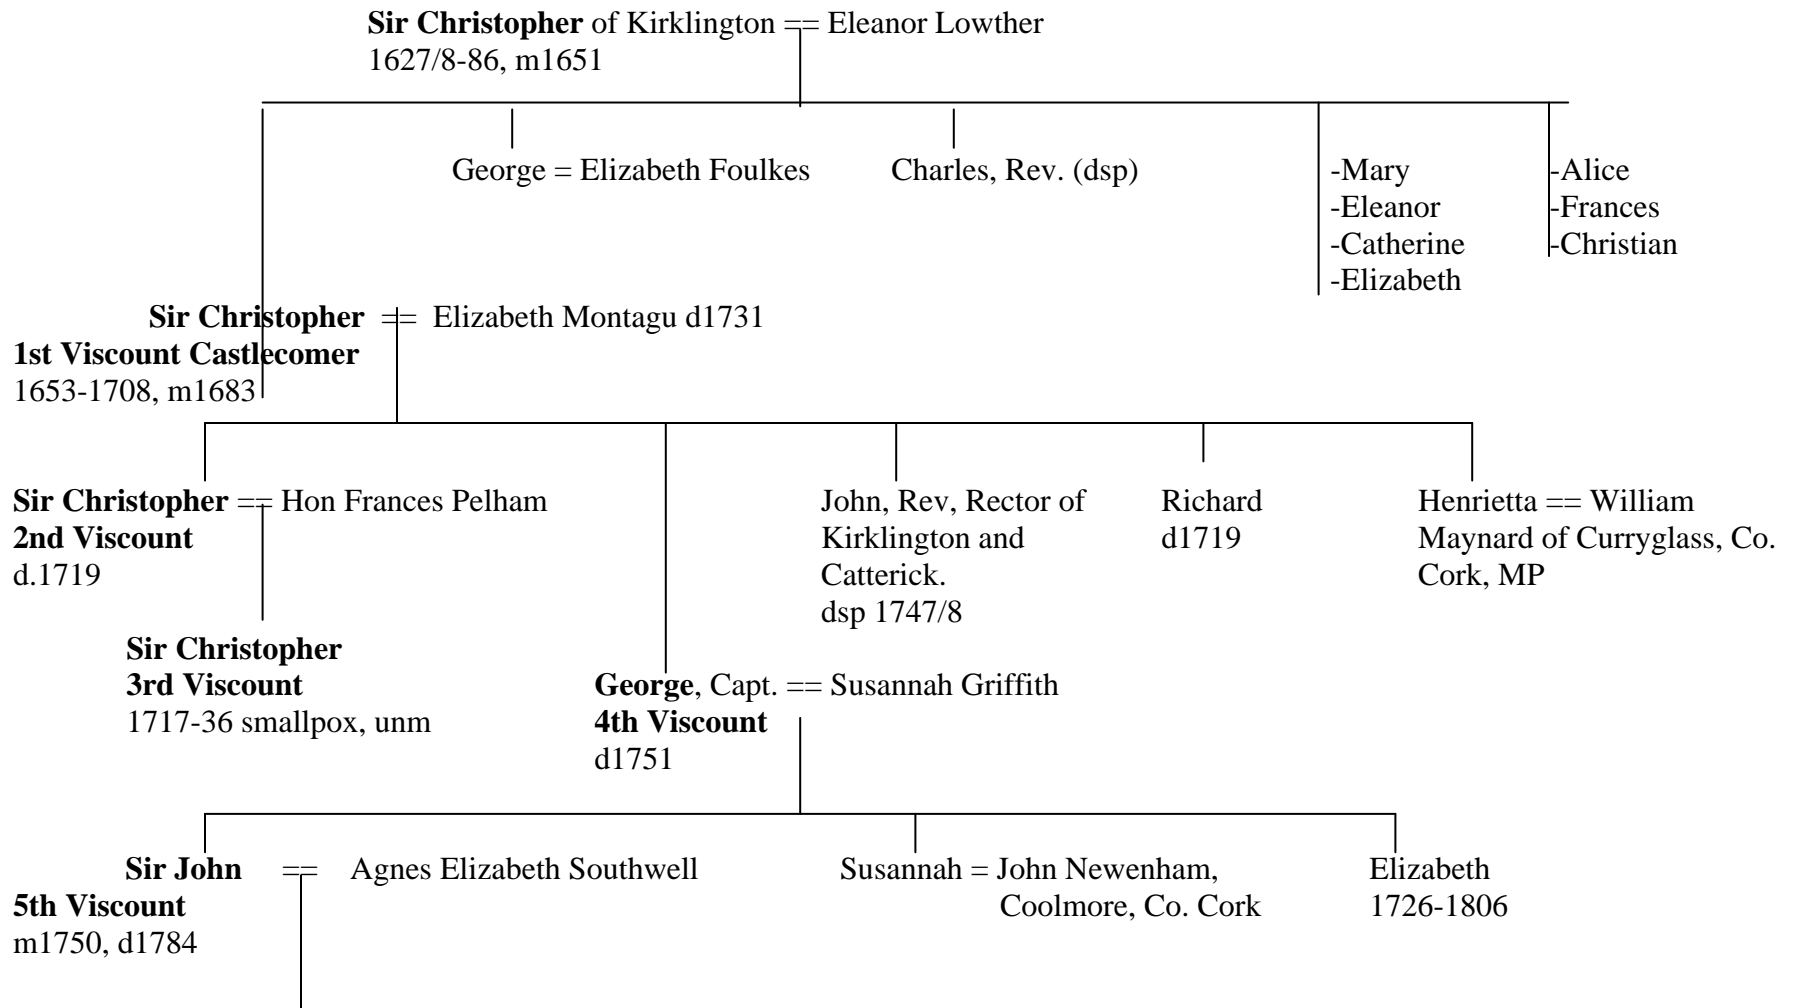 Sir Christopher of Kirklington == Eleanor Lowther
1627/8-86, m1651
George = Elizabeth Foulkes
Charles, Rev. (dsp)
-Mary
-Eleanor
-Catherine
-Elizabeth
-Alice
-Frances
-Christian
Sir Christopher == Elizabeth Montagu d1731
1st Viscount Castlecomer
1653-1708, m1683
Sir Christopher == Hon Frances Pelham
2nd Viscount
d.1719
John, Rev, Rector of
Kirklington and
Catterick.
dsp 1747/8
Richard
d1719
Henrietta == William
Maynard of Curryglass, Co.
Cork, MP
Sir Christopher
3rd Viscount
1717-36 smallpox, unm
George, Capt. == Susannah Griffith
4th Viscount
d1751
Sir John == Agnes Elizabeth Southwell
5th Viscount
m1750, d1784
Susannah = John Newenham,
Coolmore, Co. Cork
Elizabeth
1726-1806